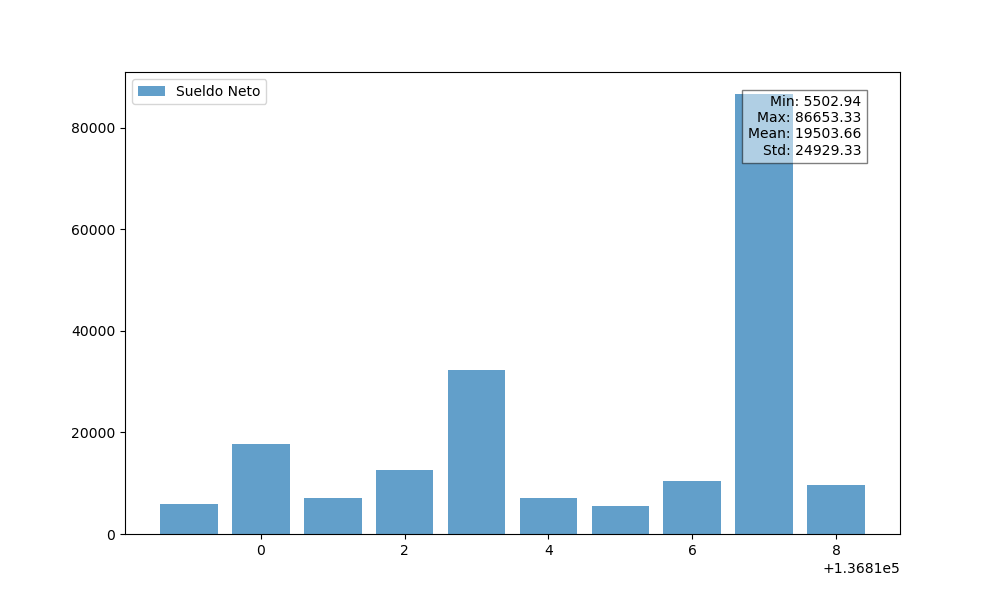 Sueldo Neto
Min: 5502.94
Max: 86653.33
Mean: 19503.66
Std: 24929.33
80000
60000
40000
20000
0
0 2 4 6 8
+1.3681e5